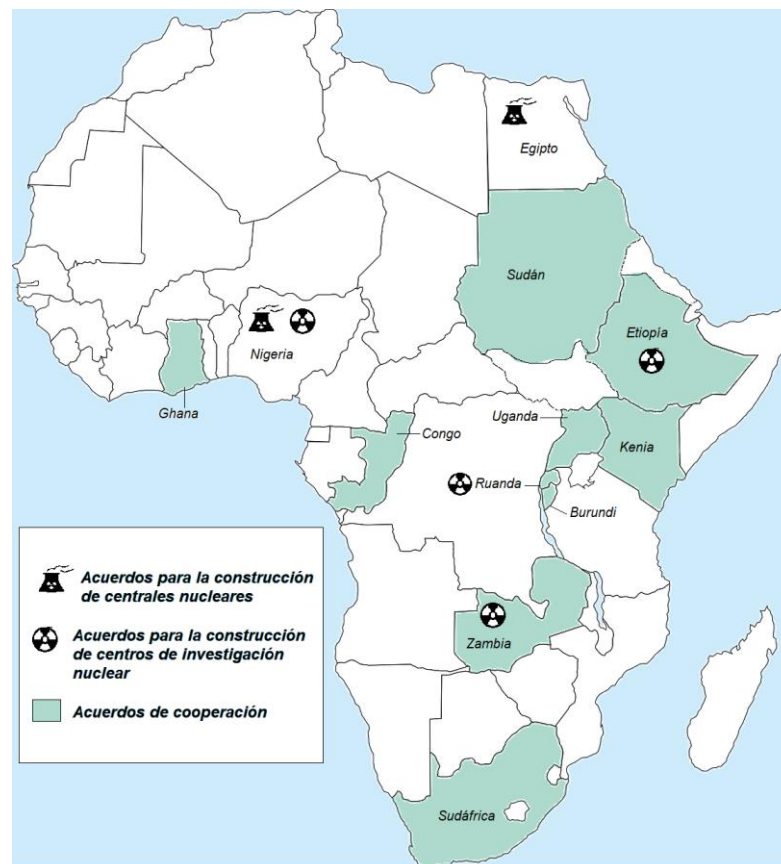 Egipto
Sudán
Etiopía
Nigeria
Ghana
Congo
Uganda
Kenia
Ruanda
Burundi
Zambia
Sudáfrica
Acuerdos para la construcción
de centrales nucleares
Acuerdos para la construcción
de centros de investigación
nuclear
Acuerdos de cooperación